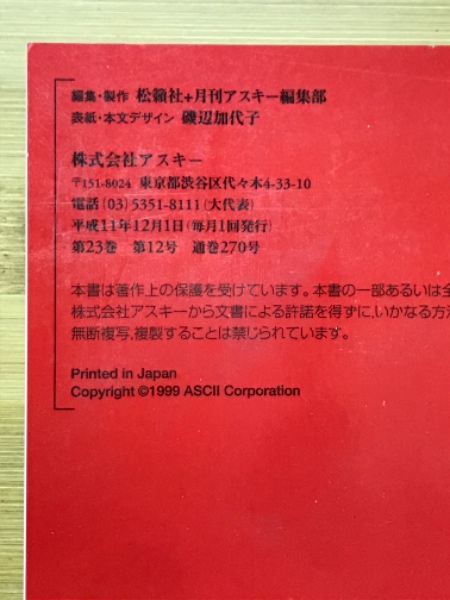 編集・製作 松籟社+月刊アスキー編集部
表紙・本文デザイン 磯辺加代子
株式会社アスキー
〒151-8024 東京都渋谷区代々木4-33-10
電話(03)5351-8111(大代表)
平成11年12月1日(毎月1回発行)
第23巻 第12号 通巻270号
本書は著作上の保護を受けています。本書の一部あるいは全
株式会社アスキーから文書による許諾を得ずに、いかなる方法
無断複写、複製することは禁じられています。
Printed in Japan
Copyright ©1999 ASCII Corporation